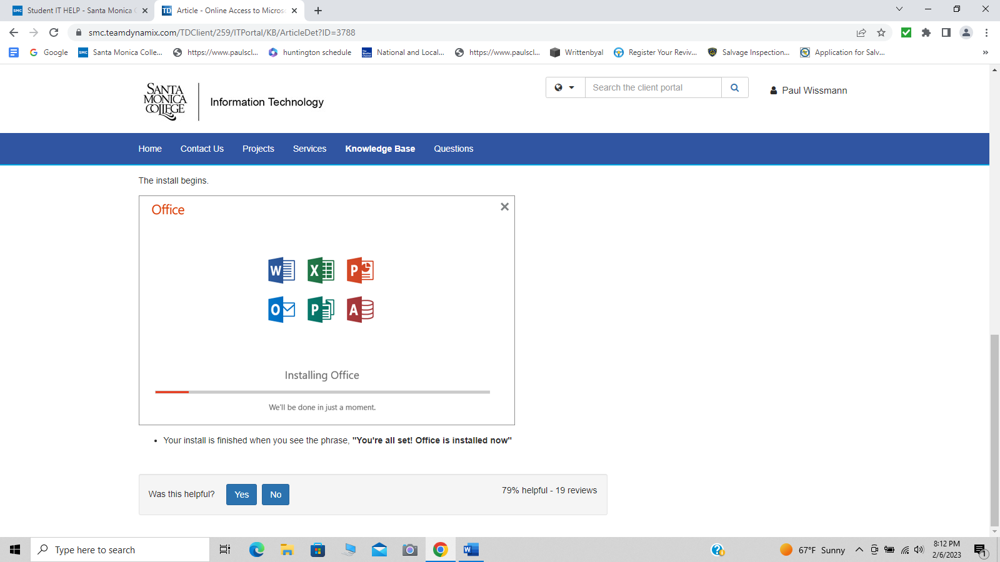 Student IT HELP - Santa Monica
Article - Online Access to Micros
smc.teamdynamix.com/TDClient/259/ITPortal/KB/ArticleDet?ID=3788
Google
SMC
Santa Monica Colle...
https://www.paulscl...
huntington schedule
National and Local...
https://www.paulscl...
Writtenbyal
Register Your Reviv...
Salvage Inspection...
Application for Salv...
»
SANTA
MONICA
COLLEGE
Information Technology
Search the client portal
Paul Wissmann
Home
Contact Us
Projects
Services
Knowledge Base
Questions
The install begins.
Office
W
X
P
O
P
A
Installing Office
We'll be done in just a moment.
• Your install is finished when you see the phrase, "You're all set! Office is installed now"
Was this helpful?
Yes
No
79% helpful - 19 reviews
Type here to search
67°F Sunny
8:12 PM
2/6/2023
1